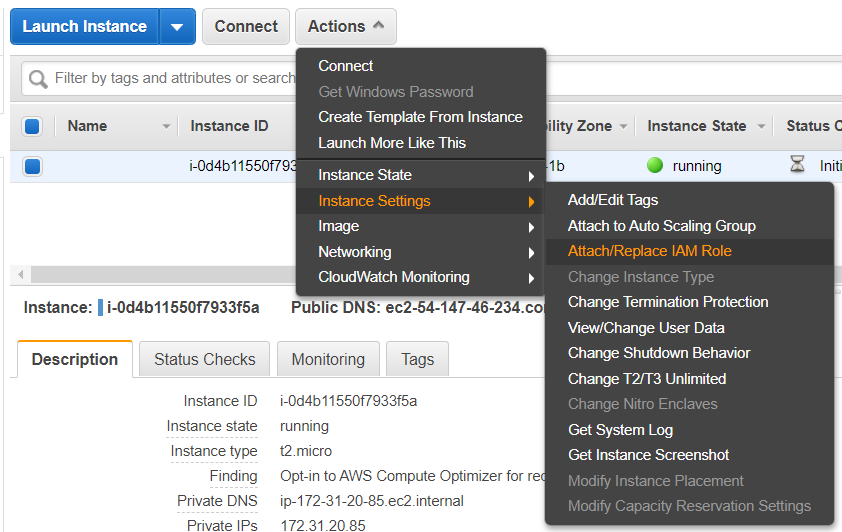 Launch Instance
Connect
Actions
Filter by tags and attributes or search
Name
Instance ID
Zone
Instance State
Status
i-0d4b11550f793
-1b
running
Connect
Get Windows Password
Create Template From Instance
Launch More Like This
Instance State
Instance Settings
Image
Networking
CloudWatch Monitoring
Add/Edit Tags
Attach to Auto Scaling Group
Attach/Replace IAM Role
Change Instance Type
Change Termination Protection
View/Change User Data
Change Shutdown Behavior
Change T2/T3 Unlimited
Change Nitro Enclaves
Get System Log
Get Instance Screenshot
Modify Instance Placement
Modify Capacity Reservation Settings
Instance: i-0d4b11550f7933f5a Public DNS: ec2-54-147-46-234.co
Description
Status Checks
Monitoring
Tags
Instance ID i-0d4b11550f7933f5a
Instance state running
Instance type t2.micro
Finding Opt-in to AWS Compute Optimizer for
Private DNS ip-172-31-20-85.ec2.internal
Private IPs 172.31.20.85